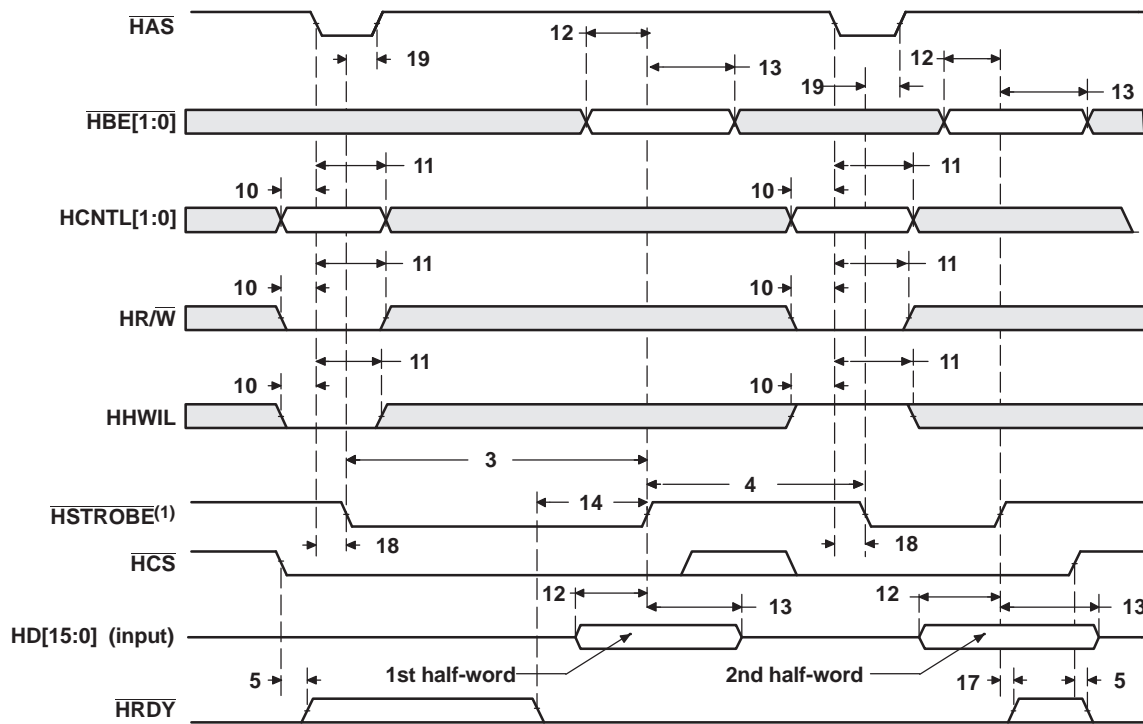 HAS
12
19
13
12
19
13
HBE[1:0]
11
11
10
10
HCNTL[1:0]
11
11
10
10
HR/W
11
11
10
10
HHWIL
3
4
14
HSTROBE(1)
18
18
HCS
12
13
12
13
HD[15:0] (input)
1st half-word
2nd half-word
5
17
5
HRDY